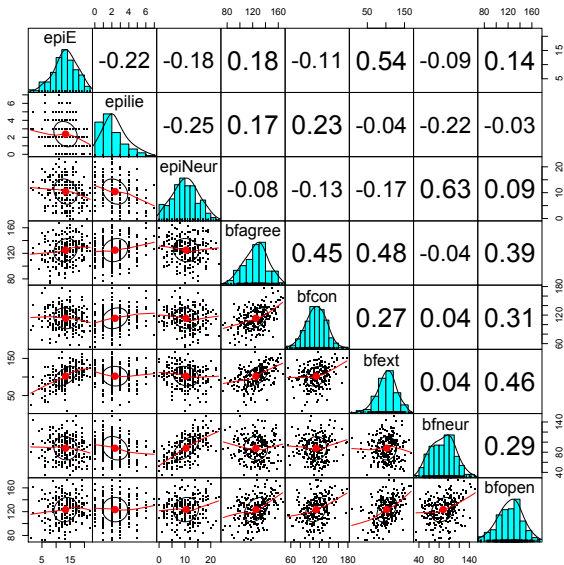 0 2 4 6
80 120 160
50 150
40 80 140
epiE
-0.22
-0.18
0.18
-0.11
0.54
-0.09
0.14
5 15
0 2 4 6
epilie
-0.25
0.17
0.23
-0.04
-0.22
-0.03
epiNeur
-0.08
-0.13
-0.17
0.63
0.09
0 10 20
80 120 160
bfagree
0.45
0.48
-0.04
0.39
bfcon
0.27
0.04
0.31
60 120 180
50 100 150
bfext
0.04
0.46
bfneur
0.29
40 80 140
80 120 160
bfopen
5 15
0 10 20
60 120 180
40 80 140